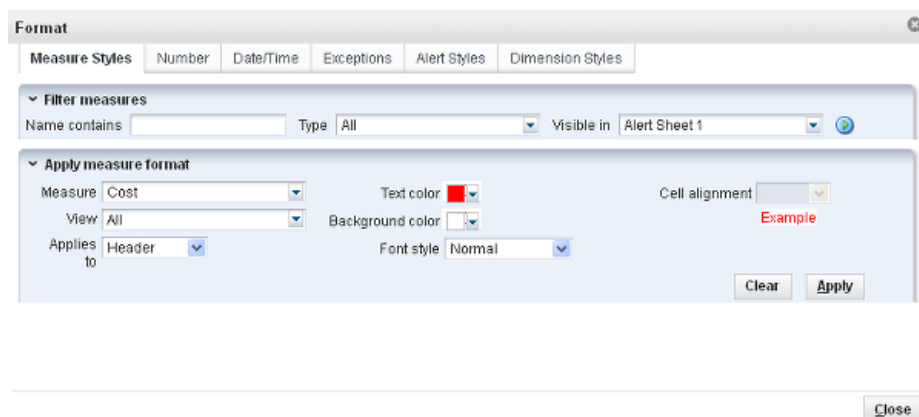 Format
Measure Styles Number Date/Time Exceptions Alert Styles Dimension Styles
Filter measures
Name contains Type All Visible in Alert Sheet 1
Apply measure format
Measure Cost Text color Cell alignment
View All Background color Example
Applies to Header Font style Normal
Clear Apply
Close